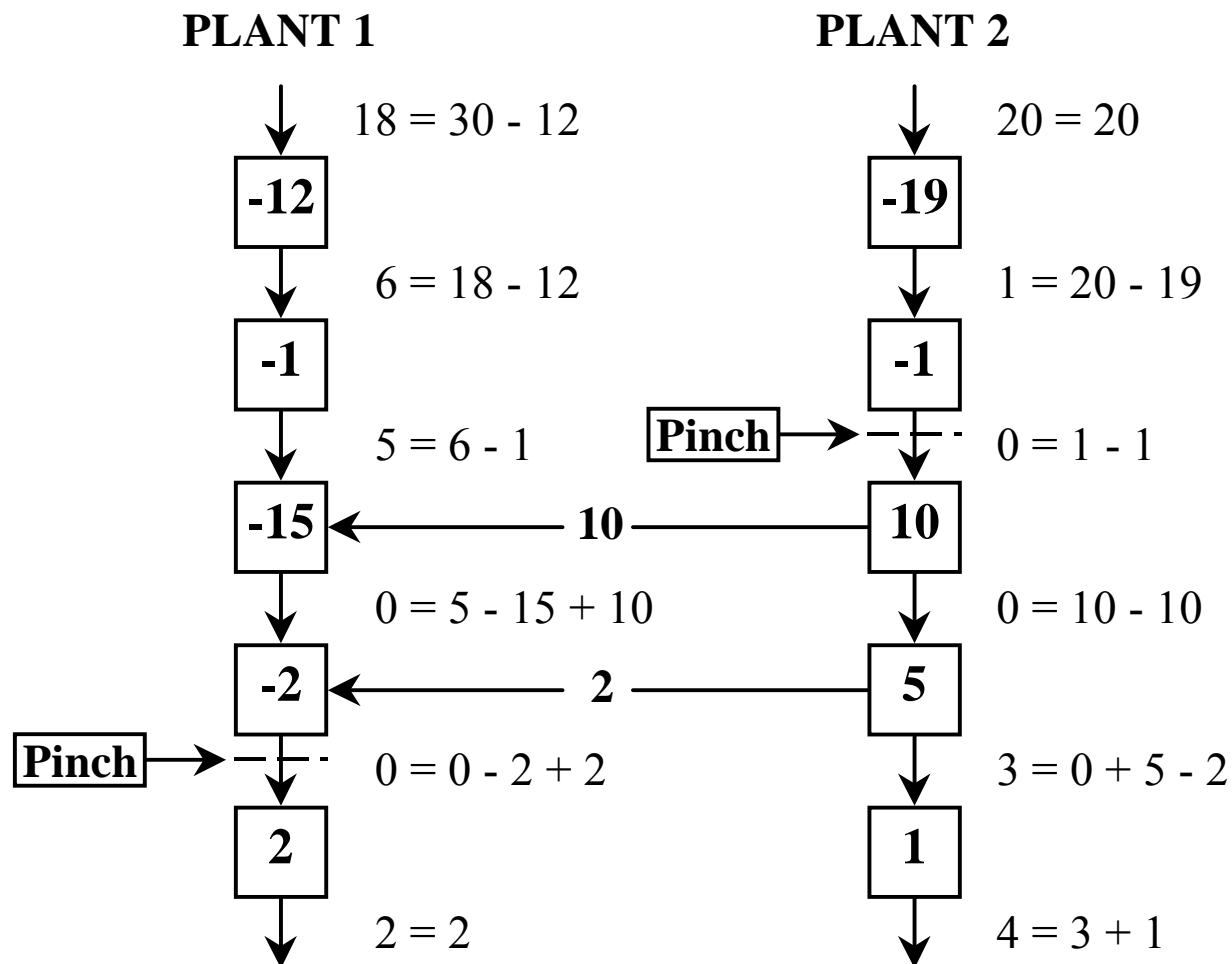 PLANT 1 PLANT 2
18 = 30 - 12 20 = 20
-12 -19
6 = 18 - 12 1 = 20 - 19
-1 -1
5 = 6 - 1 Pinch 0 = 1 - 1
-15 10 10
0 = 5 - 15 + 10 0 = 10 - 10
-2 2 5
Pinch 0 = 0 - 2 + 2 3 = 0 + 5 - 2
2 1
2 = 2 4 = 3 + 1